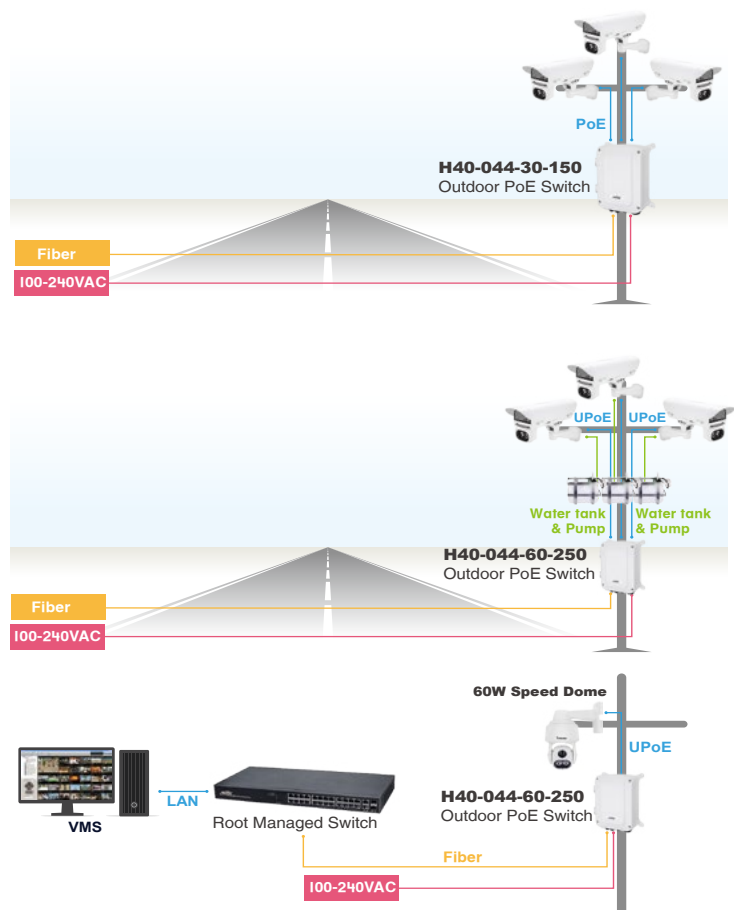 PoE
H40-044-30-150
Outdoor PoE Switch
Fiber
100-240VAC
UPoE
UPoE
Water tank
& Pump
Water tank
& Pump
H40-044-60-250
Outdoor PoE Switch
Fiber
100-240VAC
60W Speed Dome
UPoE
LAN
VMS
Root Managed Switch
H40-044-60-250
Outdoor PoE Switch
Fiber
100-240VAC